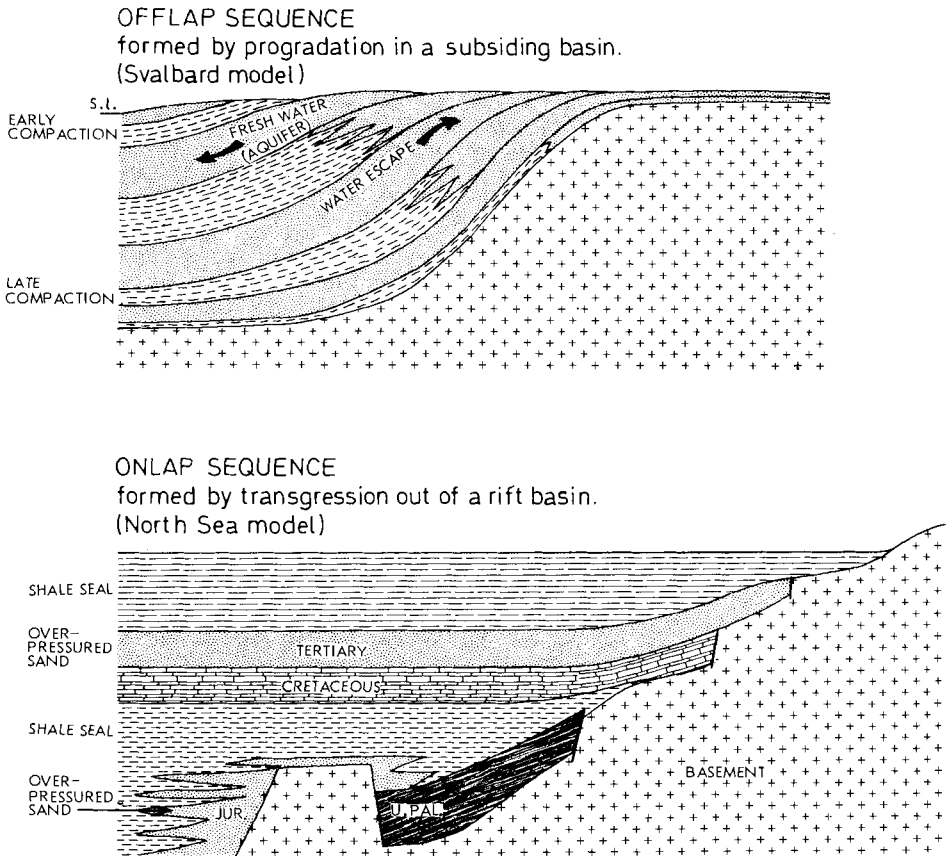 OFFLAP SEQUENCE
formed by progradation in a subsiding basin.
(Svalbard model)
S.l.
EARLY
COMPACTION
FRESH WATER
(AQUIFER)
WATER ESCAPE
LATE
COMPACTION
ONLAP SEQUENCE
formed by transgression out of a rift basin.
(North Sea model)
SHALE SEAL
OVER-
PRESSURED
SAND
TERTIARY
CRETACEOUS
SHALE SEAL
BASEMENT
OVER-
PRESSURED
SAND
JUR.
U. PAL.